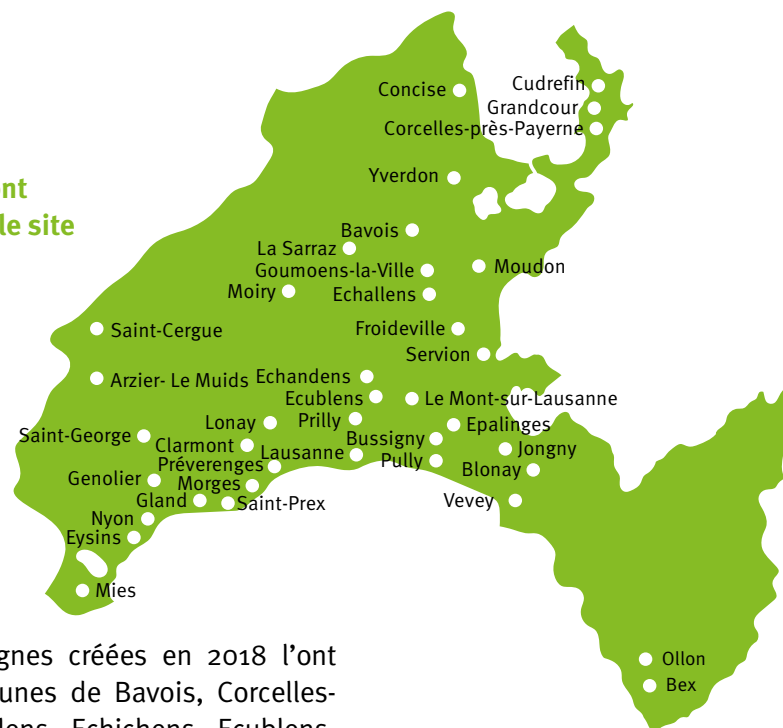 nt
le site
Concise
Cudrefin
Grandcour
Corcelles-près-Payerne
Yverdon
Bavois
La Sarraz
Goumoens-la-Ville
Moudon
Moiry
Echallens
Saint-Cergue
Froideville
Servion
Arzier- Le Muids
Echandens
Ecublens
Le Mont-sur-Lausanne
Lonay
Prilly
Epalinges
Saint-George
Clarmont
Bussigny
Jongny
Préverenges
Lausanne
Pully
Blonay
Genolier
Morges
Gland
Saint-Prex
Vevey
Nyon
Eysins
Mies
gnes créées en 2018 l’ont
unes de Bavois, Corcelles-
Echichens, Ecublens
Ollon
Bex